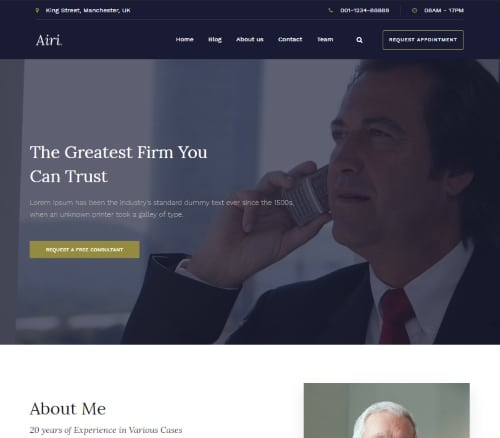 King Street, Manchester, UK
001-1234-88888
08AM - 17PM
Airi.
Home
Blog
About us
Contact
Team
REQUEST APPOINTMENT
The Greatest Firm You
Can Trust
Lorem Ipsum has been the industry's standard dummy text ever since the 1500s,
when an unknown printer took a galley of type.
REQUEST A FREE CONSULTANT
About Me
20 years of Experience in Various Cases